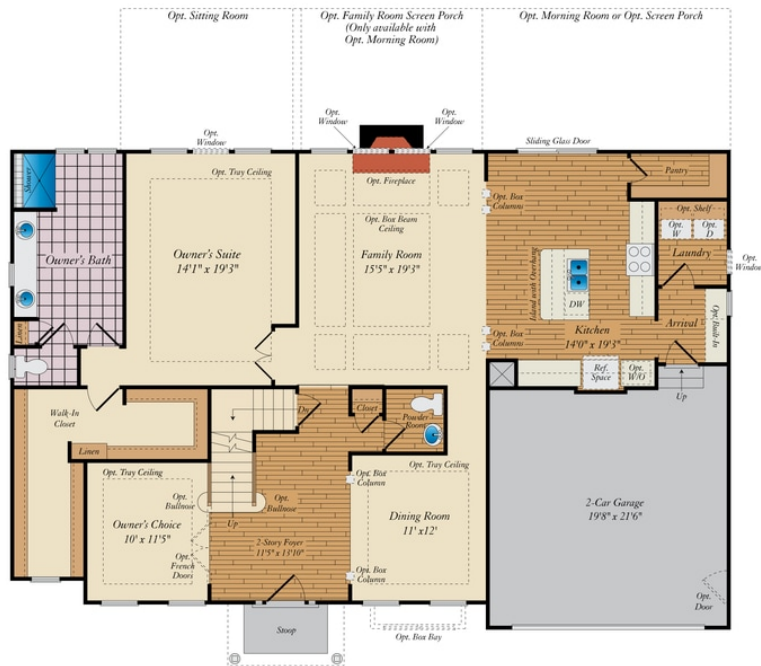 Opt. Sitting Room
Opt. Family Room Screen Porch
(Only available with
Opt. Morning Room)
Opt. Morning Room or Opt. Screen Porch
Opt.
Window
Opt.
Window
Opt.
Window
Sliding Glass Door
Shower
Opt. Tray Ceiling
Opt. Fireplace
Pantry
Opt. Box
Columns
Opt. Shelf
Opt.
W
Opt.
D
Opt. Box Beam
Ceiling
Owner's Bath
Owner's Suite
14'1" x 19'3"
Family Room
15'5" x 19'3"
Island with Overhang
DW
Laundry
Opt.
Window
Linen
Opt. Box
Columns
Kitchen
14'0" x 19'3"
Arrival
Opt. Built-In
Ref.
Space
Opt.
W/O
Up
Walk-In
Closet
Linen
Dn
Closet
Powder
Room
Opt. Tray Ceiling
Opt.
Bullnose
Up
Opt.
Bullnose
Opt. Box
Column
Opt. Tray Ceiling
Owner's Choice
10' x 11'5"
Opt.
French
Doors
2-Story Foyer
11'5" x 13'10"
Dining Room
11' x12'
Opt. Box
Column
2-Car Garage
19'8" x 21'6"
Opt.
Door
Stoop
Opt. Box Bay